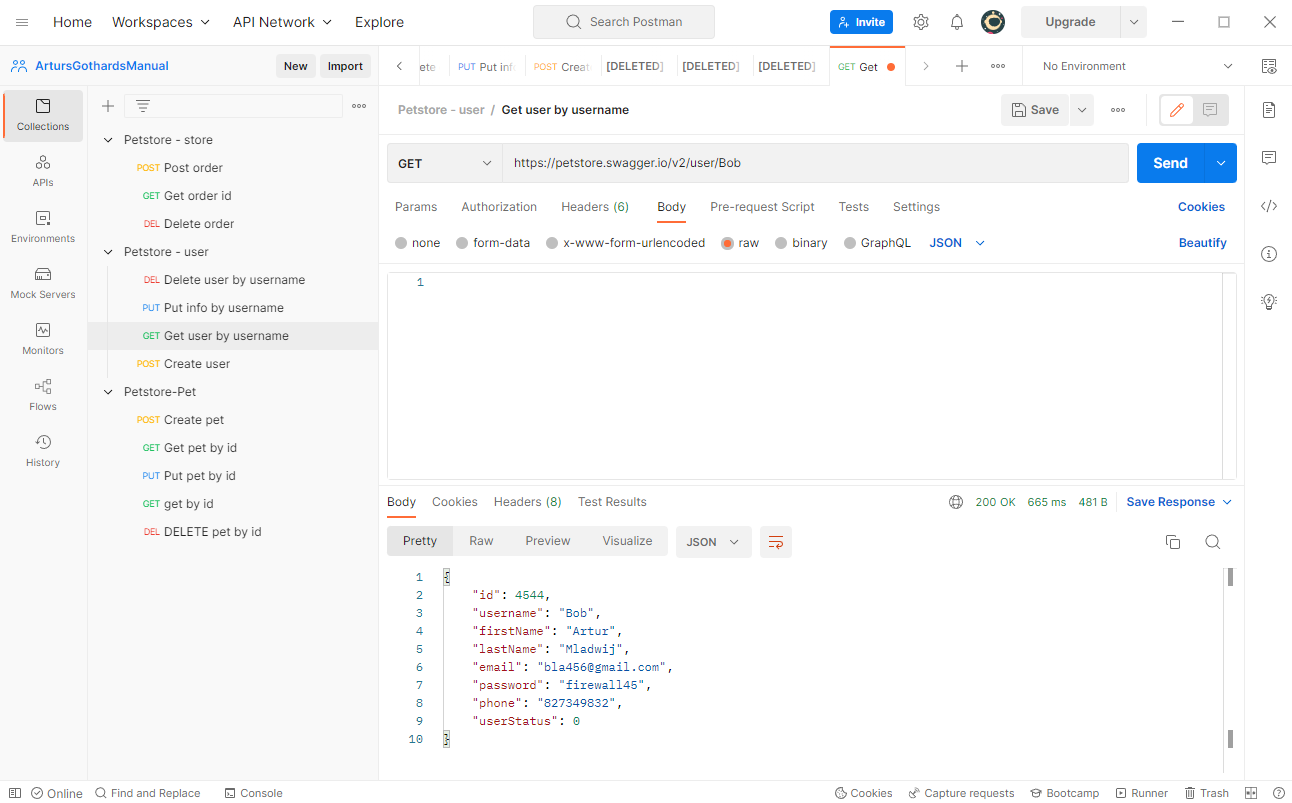 Home Workspaces API Network Explore Search Postman Invite Upgrade
ArtursGothardsManual New Import
PUT Put POST [DELETED] [DELETED] [DELETED] GET Get No Environment
Collections
APIs
Environments
Mock Servers
Monitors
Flows
History
Petstore - store
POST Post order
GET Get order id
DEL Delete order
Petstore - user
DEL Delete user by username
PUT Put info by username
GET Get user by username
POST Create user
Petstore-Pet
POST Create pet
GET Get pet by id
PUT Put pet by id
GET get by id
DEL DELETE pet by id
Petstore - user / Get user by username Save
GET https://petstore.swagger.io/v2/user/Bob Send
Params Authorization Headers (6) Body Pre-request Script Tests Settings Cookies
none form-data x-www-form-urlencoded raw binary GraphQL JSON Beautify
1
Body Cookies Headers (8) Test Results 200 OK 665 ms 481 B Save Response
Pretty Raw Preview Visualize JSON
1 {
2 "id": 4544,
3 "username": "Bob",
4 "firstName": "Artur",
5 "lastName": "Mladwij",
6 "email": "bla456@gmail.com",
7 "password": "firewall45",
8 "phone": "827349832",
9 "userStatus": 0
10 }
Online Find and Replace Console Cookies Capture requests Bootcamp Runner Trash